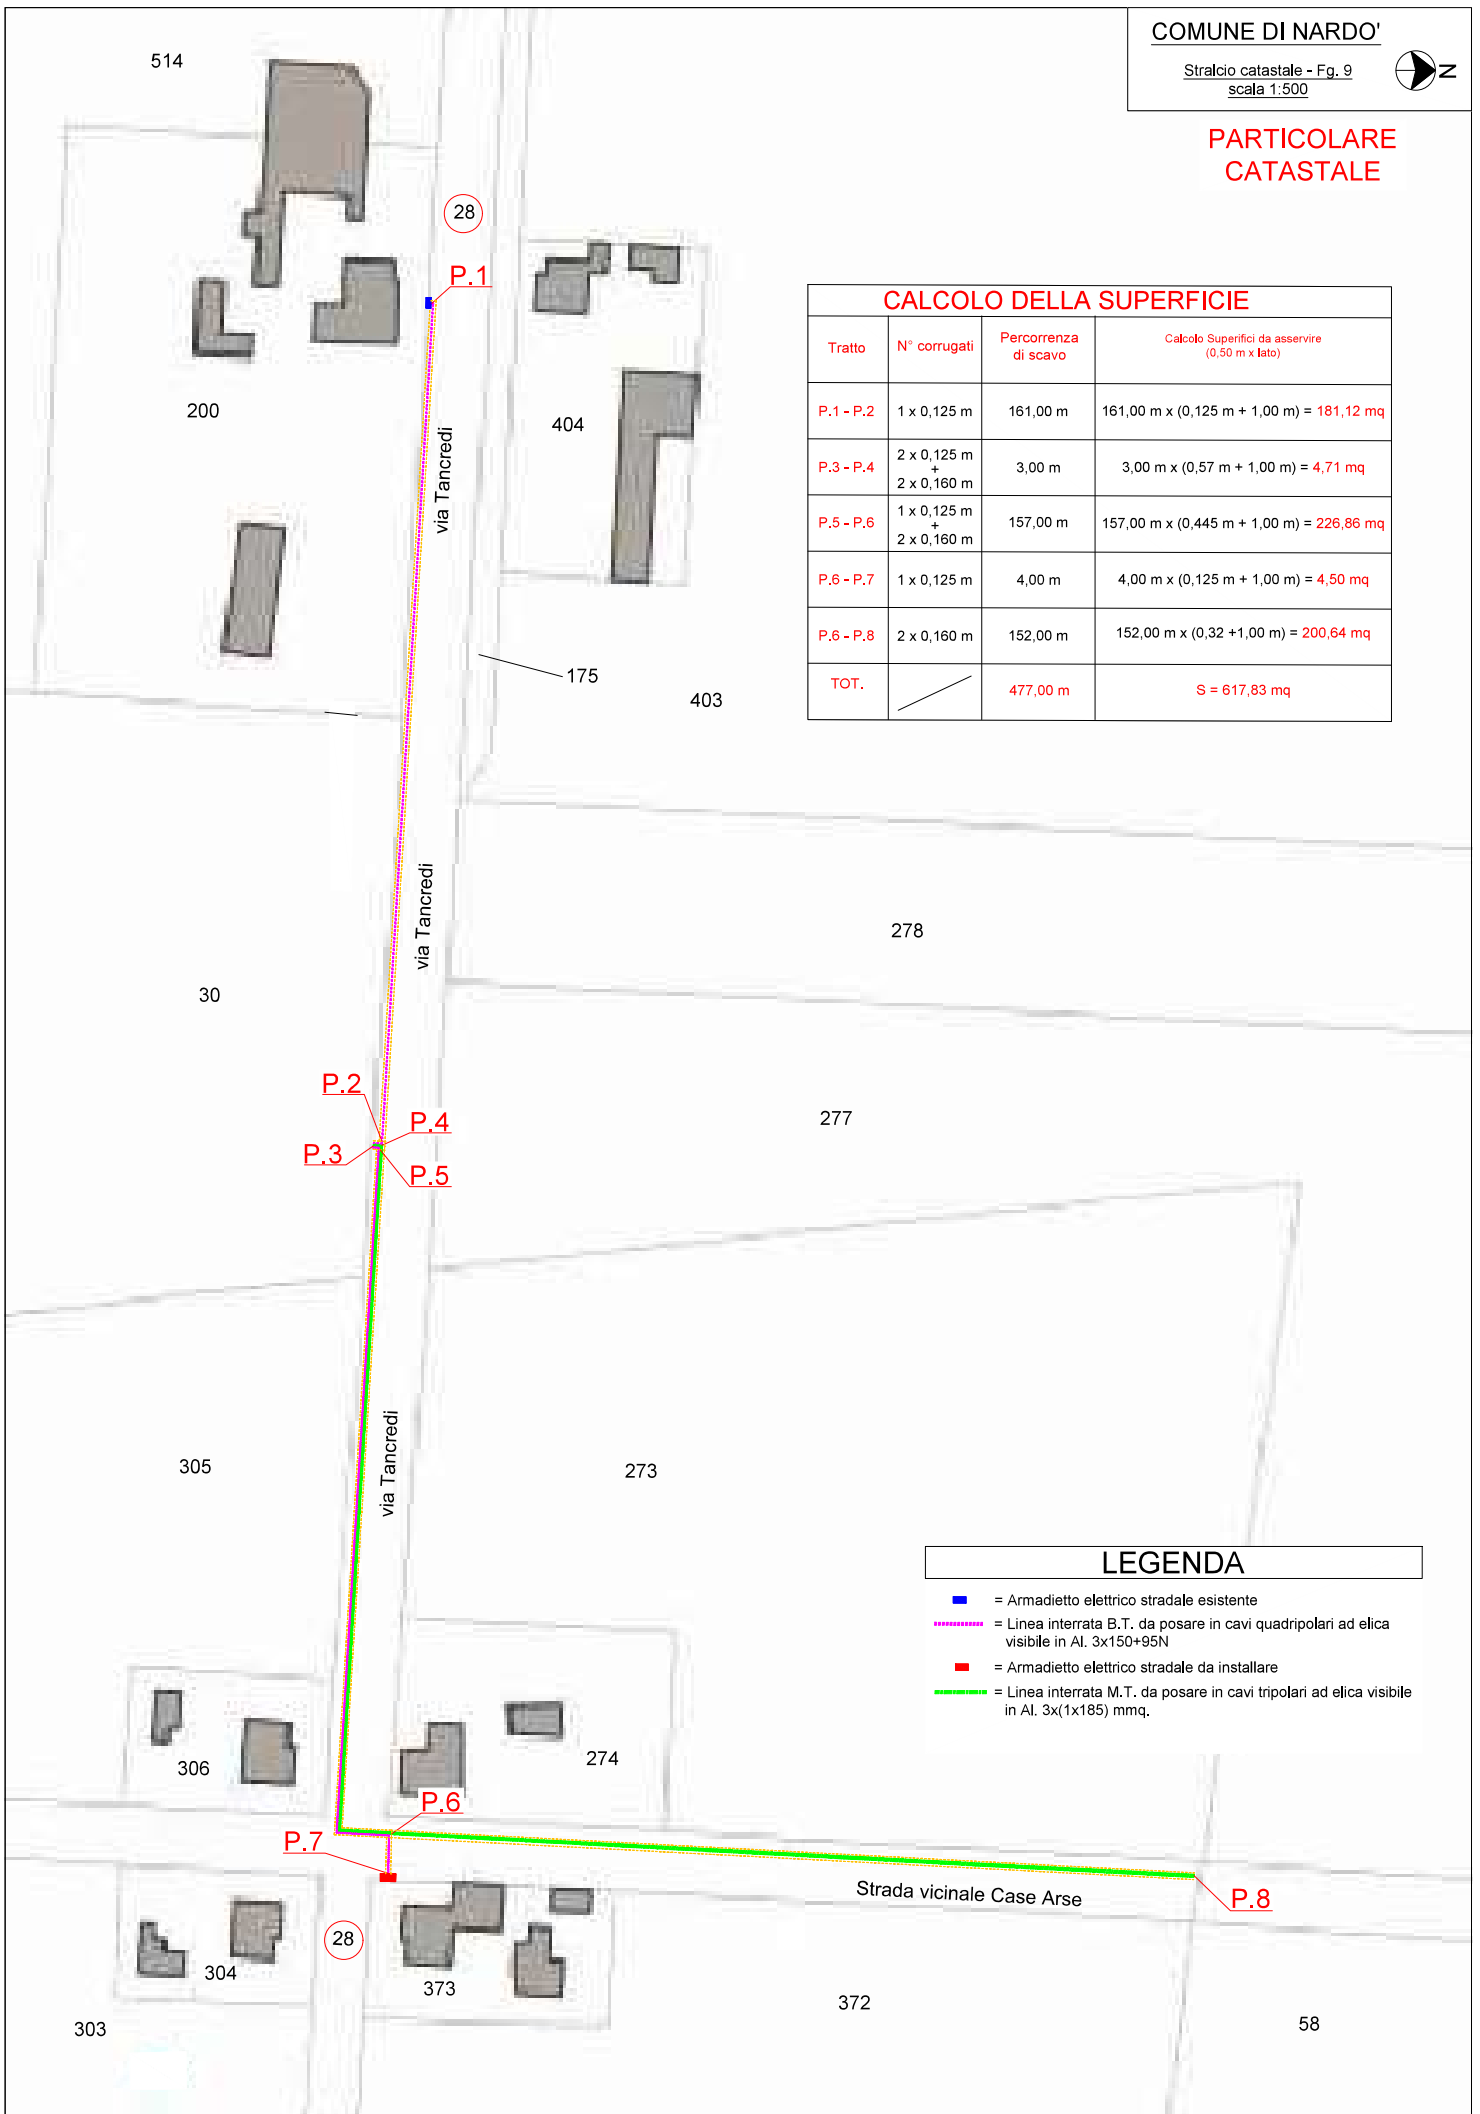 COMUNE DI NARDO'
Stralcio catastale - Fg. 9
scala 1:500
N
PARTICOLARE
CATASTALE
514
28
P.1
200
404
via Tancredi
175
403
CALCOLO DELLA SUPERFICIE
Tratto
N° corrugati
Percorrenza
di scavo
Calcolo Superifici da asservire
(0,50 m x lato)
P.1 - P.2
1 x 0,125 m
161,00 m
161,00 m x (0,125 m + 1,00 m) = 181,12 mq
P.3 - P.4
2 x 0,125 m
+
2 x 0,160 m
3,00 m
3,00 m x (0,57 m + 1,00 m) = 4,71 mq
P.5 - P.6
1 x 0,125 m
+
2 x 0,160 m
157,00 m
157,00 m x (0,445 m + 1,00 m) = 226,86 mq
P.6 - P.7
1 x 0,125 m
4,00 m
4,00 m x (0,125 m + 1,00 m) = 4,50 mq
P.6 - P.8
2 x 0,160 m
152,00 m
152,00 m x (0,32 +1,00 m) = 200,64 mq
TOT.
477,00 m
S = 617,83 mq
via Tancredi
278
30
P.2
P.4
277
P.3
P.5
via Tancredi
305
273
LEGENDA
= Armadietto elettrico stradale esistente
= Linea interrata B.T. da posare in cavi quadripolari ad elica
visibile in Al. 3x150+95N
= Armadietto elettrico stradale da installare
= Linea interrata M.T. da posare in cavi tripolari ad elica visibile
in Al. 3x(1x185) mmq.
306
274
P.6
P.7
Strada vicinale Case Arse
P.8
28
304
373
372
303
58